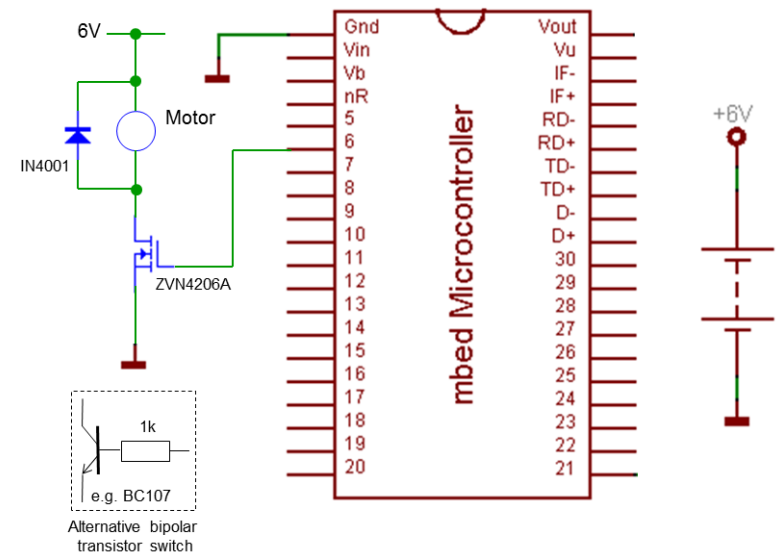 6V
Motor
IN4001
ZVN4206A
1k
e.g. BC107
Alternative bipolar
transistor switch
Gnd
Vin
Vb
nR
5
6
7
8
9
10
11
12
13
14
15
16
17
18
19
20
mbed Microcontroller
Vout
Vu
IF-
IF+
RD-
RD+
TD-
TD+
D-
D+
30
29
28
27
26
25
24
23
22
21
+6V